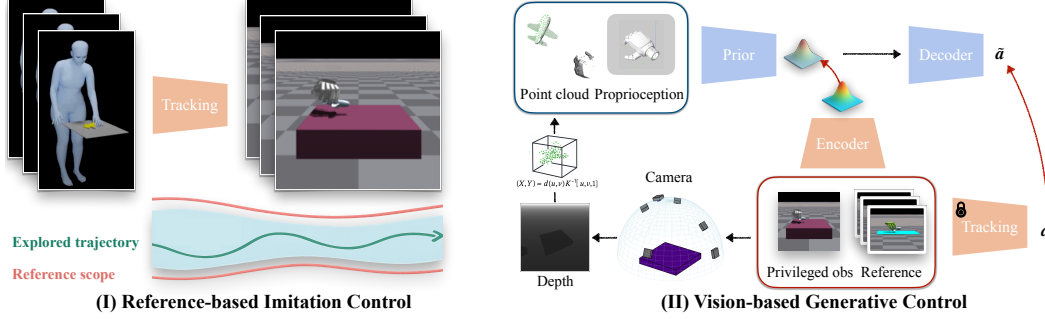 Tracking
Explored trajectory
Reference scope
(I) Reference-based Imitation Control
Point cloud Proprioception
Prior
Decoder
ã
Encoder
(X,Y) = d(u,v) K⁻¹[u,v,1]
Camera
Depth
Privileged obs Reference
Tracking
(II) Vision-based Generative Control